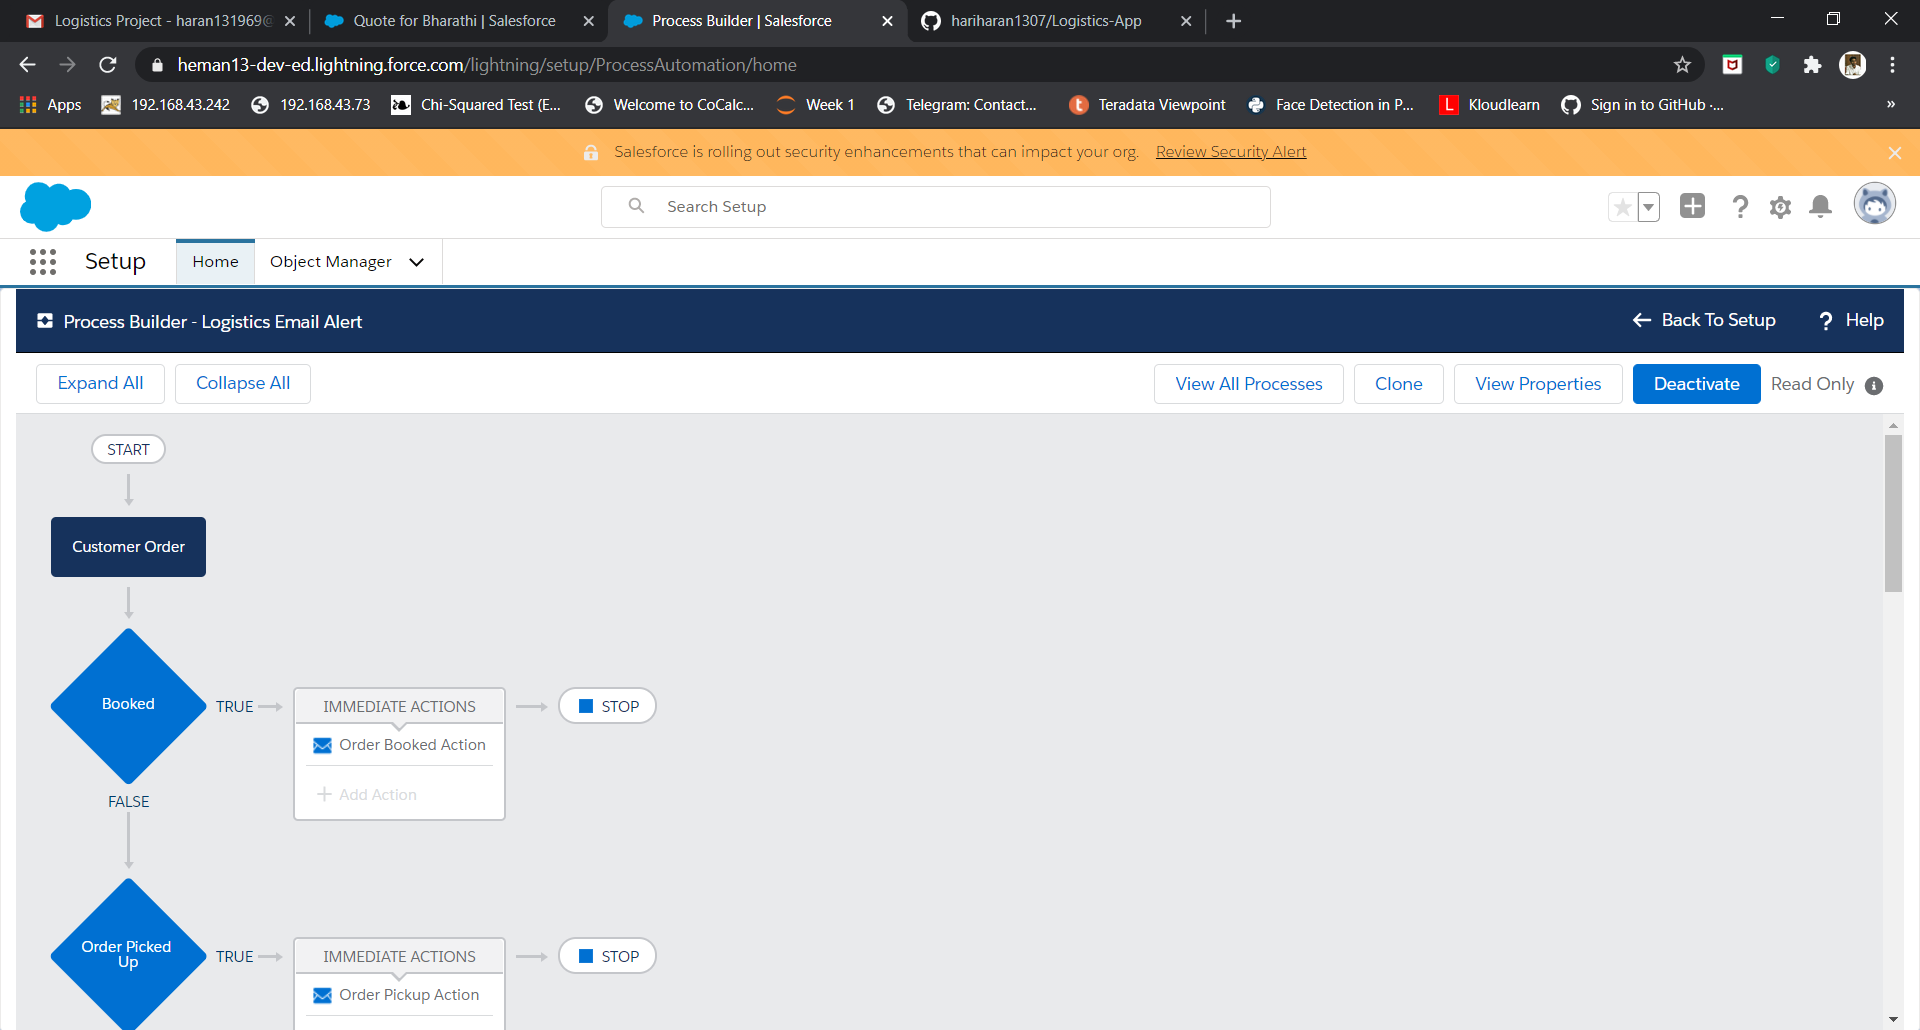 Logistics Project - haran131969@
Quote for Bharathi | Salesforce
Process Builder | Salesforce
hariharan1307/Logistics-App
heman13-dev-ed.lightning.force.com/lightning/setup/ProcessAutomation/home
Apps
192.168.43.242
192.168.43.73
Chi-Squared Test (E...
Welcome to CoCalc...
Week 1
Telegram: Contact...
Teradata Viewpoint
Face Detection in P...
Kloudlearn
Sign in to GitHub ·...
Salesforce is rolling out security enhancements that can impact your org. Review Security Alert
Search Setup
Setup
Home
Object Manager
Process Builder - Logistics Email Alert
Back To Setup
Help
Expand All
Collapse All
View All Processes
Clone
View Properties
Deactivate
Read Only
START
Customer Order
Booked
TRUE
IMMEDIATE ACTIONS
STOP
Order Booked Action
Add Action
FALSE
Order Picked
Up
TRUE
IMMEDIATE ACTIONS
STOP
Order Pickup Action